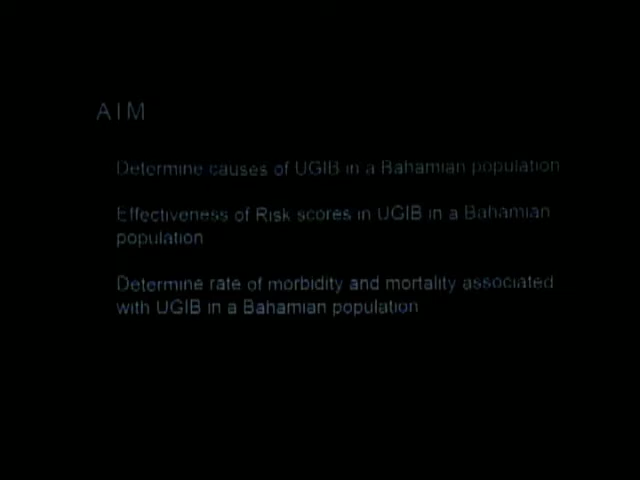 AIM
Determine causes of UGIB in a Bahamian population
Effectiveness of Risk scores in UGIB in a Bahamian
population
Determine rate of morbidity and mortality associated
with UGIB in a Bahamian population